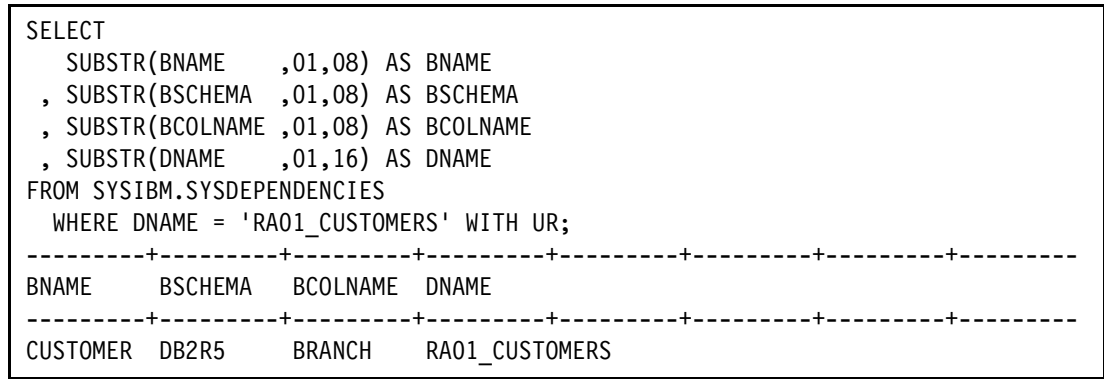 SELECT
   SUBSTR(BNAME    ,01,08) AS BNAME
 , SUBSTR(BSCHEMA  ,01,08) AS BSCHEMA
 , SUBSTR(BCOLNAME ,01,08) AS BCOLNAME
 , SUBSTR(DNAME    ,01,16) AS DNAME
FROM SYSIBM.SYSDEPENDENCIES
  WHERE DNAME = 'RA01_CUSTOMERS' WITH UR;
---------+---------+---------+---------+---------+---------+---------+---------
BNAME     BSCHEMA   BCOLNAME  DNAME
---------+---------+---------+---------+---------+---------+---------+---------
CUSTOMER  DB2R5     BRANCH    RA01_CUSTOMERS